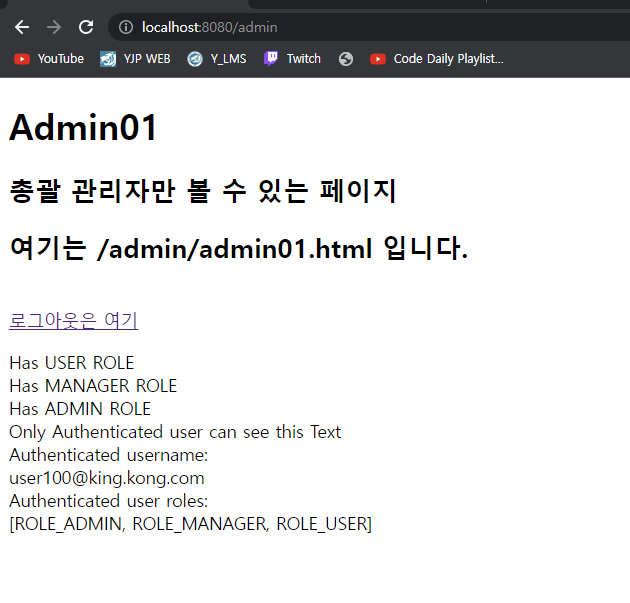 localhost:8080/admin
YouTube YJP WEB Y_LMS Twitch Code Daily Playlist...
Admin01
총괄 관리자만 볼 수 있는 페이지
여기는 /admin/admin01.html 입니다.
로그아웃은 여기
Has USER ROLE
Has MANAGER ROLE
Has ADMIN ROLE
Only Authenticated user can see this Text
Authenticated username:
user100@king.kong.com
Authenticated user roles:
[ROLE_ADMIN, ROLE_MANAGER, ROLE_USER]